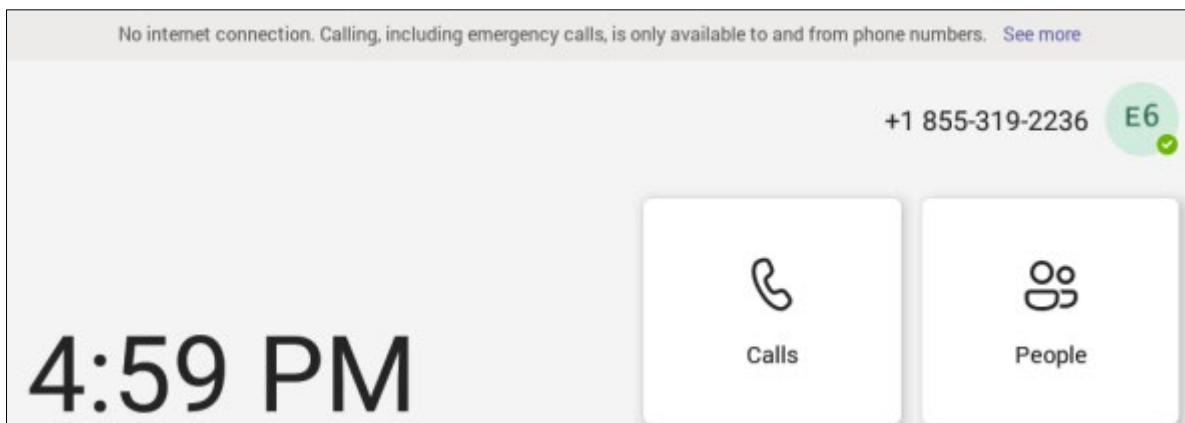 No internet connection. Calling, including emergency calls, is only available to and from phone numbers. See more
+1 855-319-2236 E6
Calls People
4:59 PM